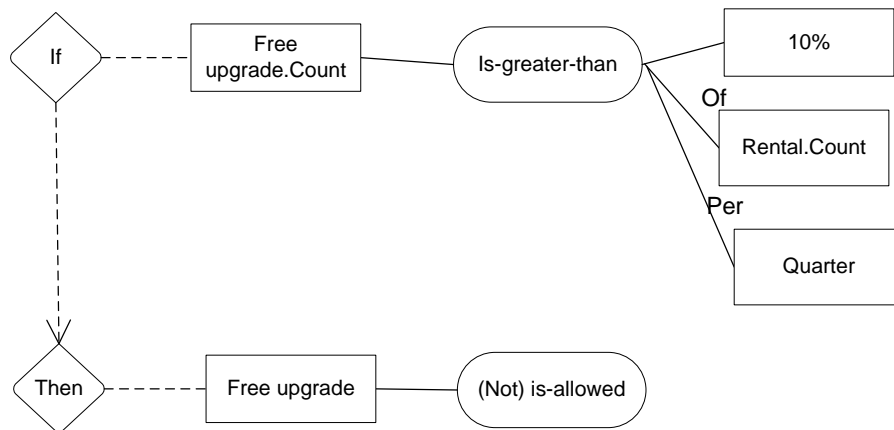 If
Free
upgrade.Count
Is-greater-than
10%
Of
Rental.Count
Per
Quarter
Then
Free upgrade
(Not) is-allowed